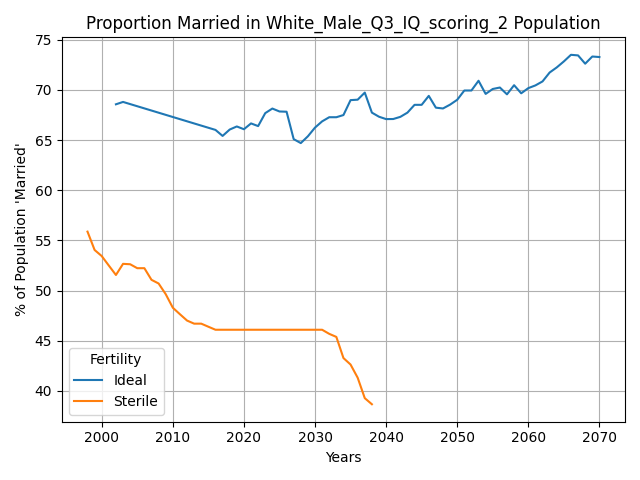 Proportion Married in White_Male_Q3_IQ_scoring_2 Population
% of Population 'Married'
75
70
65
60
55
50
45
40
Fertility
Ideal
Sterile
2000 2010 2020 2030 2040 2050 2060 2070
Years